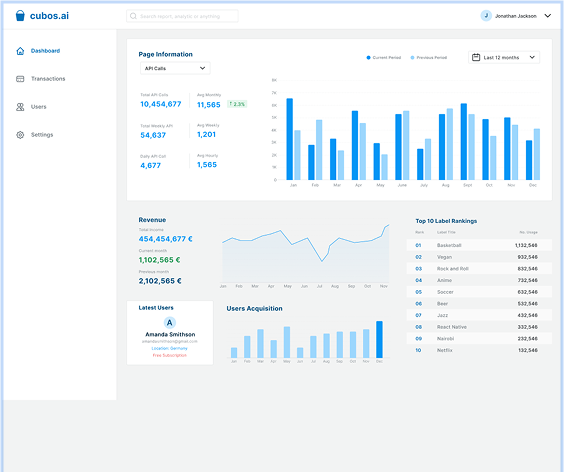 cubos.ai
Search report, analytic or anything
J
Jonathan Jackson
Dashboard
Transactions
Users
Settings
Page Information
API Calls
Current Period
Previous Period
Last 12 months
Total API Calls
10,454,677
Avg Monthly
11,565
↑ 2.3%
Total Weekly API
54,637
Avg Weekly
1,201
Daily API Call
4,677
Avg Hourly
1,565
8K
7K
6K
5K
4K
3K
2K
1K
0
Jan Feb Mar Apr May June July Aug Sept Oct Nov Dec
Revenue
Total Income
454,454,677 €
Current month
1,102,565 €
Previous month
2,102,565 €
Jan Feb Mar Apr May Jun Jul Aug Sep Oct Nov
Top 10 Label Rankings
Rank Label Title No. Usage
01 Basketball 1,132,546
02 Vegan 932,546
03 Rock and Roll 832,546
04 Anime 732,546
05 Soccer 632,546
06 Beer 532,546
07 Jazz 432,546
08 React Native 332,546
09 Nairobi 232,546
10 Netflix 132,546
Latest Users
A
Amanda Smithson
Location: Germany
Free Subscription
Users Acquisition
Jan Feb Mar Apr May Jun Jul Aug Sep Oct Nov Dec